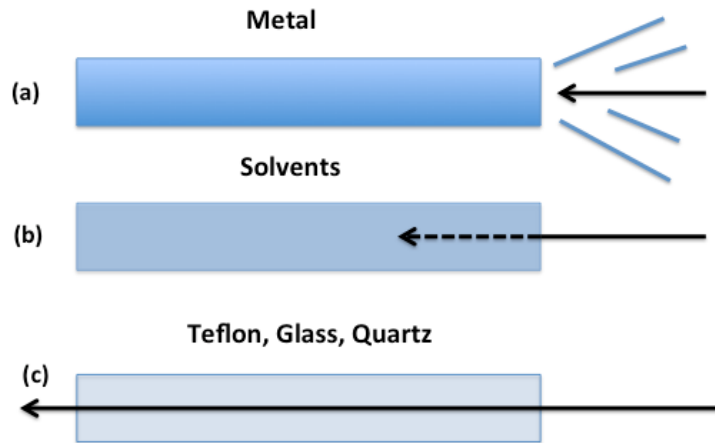 Metal
(a)
Solvents
(b)
Teflon, Glass, Quartz
(c)